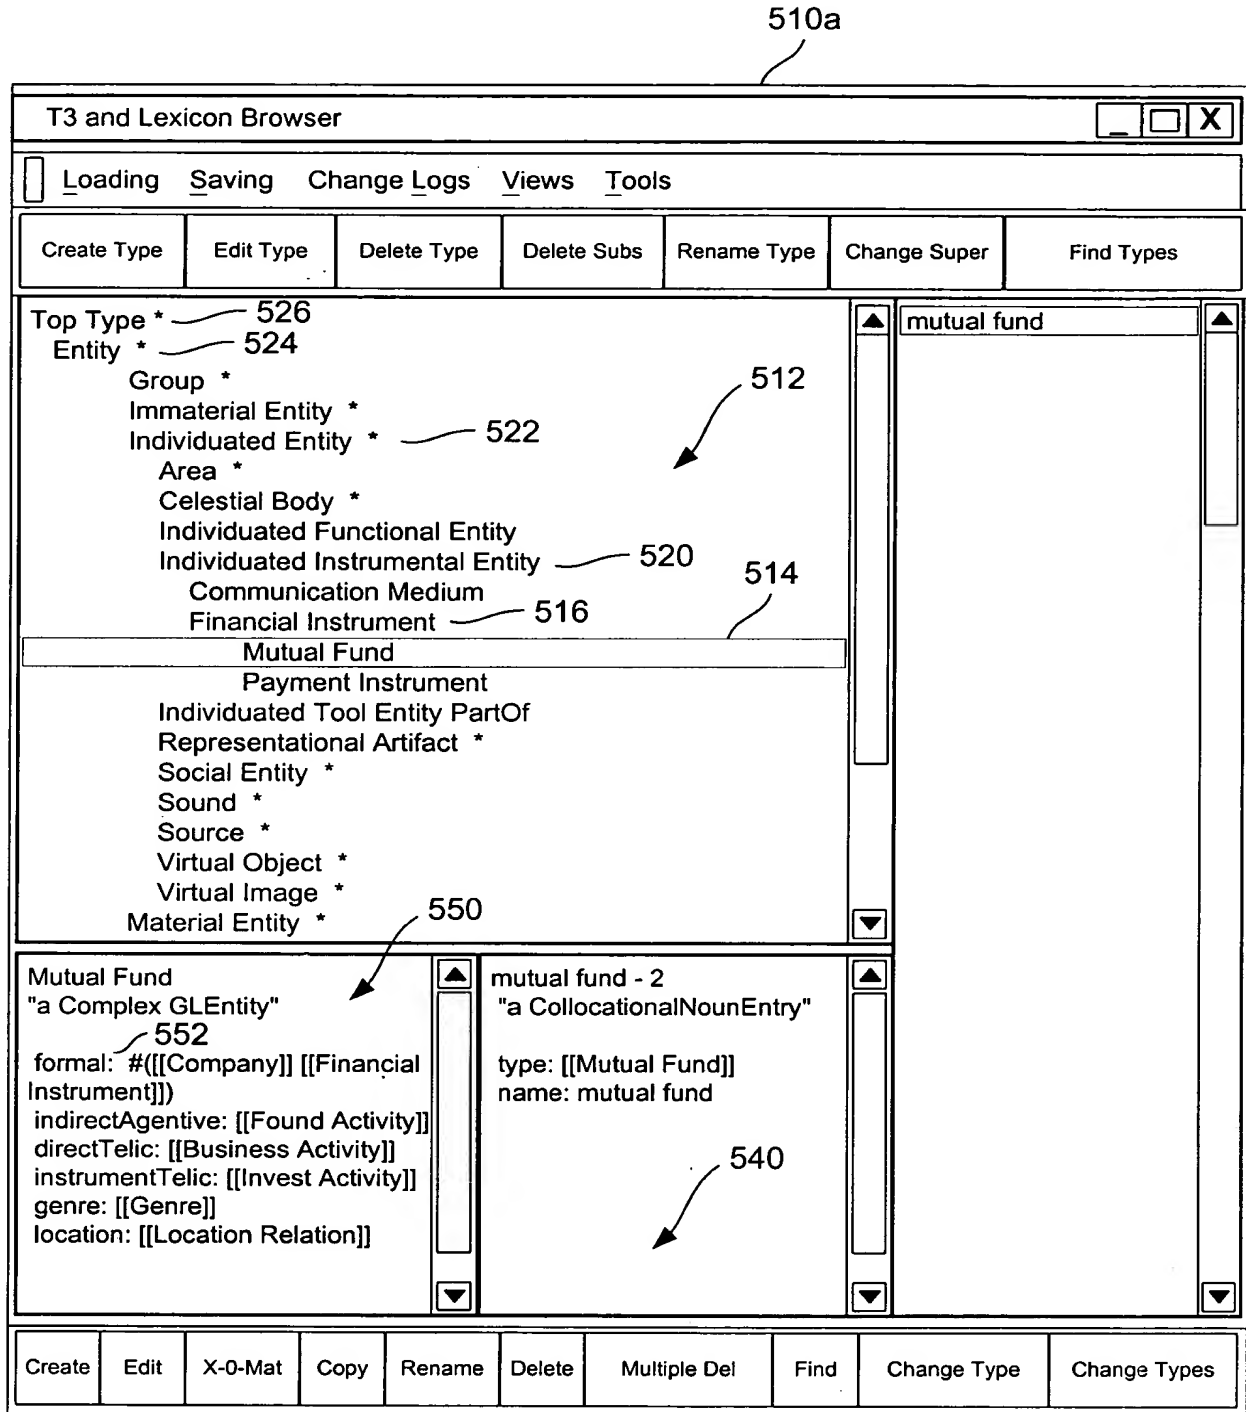 510a
T3 and Lexicon Browser _ X
Loading Saving Change Logs Views Tools
Create Type Edit Type Delete Type Delete Subs Rename Type Change Super Find Types
Top Type * 526
Entity * 524
Group *
Immaterial Entity *
Individuated Entity * 522
Area *
Celestial Body *
Individuated Functional Entity
Individuated Instrumental Entity 520
Communication Medium
Financial Instrument 516
Mutual Fund
Payment Instrument
Individuated Tool Entity PartOf
Representational Artifact *
Social Entity *
Sound *
Source *
Virtual Object *
Virtual Image *
Material Entity *
512
514
mutual fund
550
Mutual Fund
"a Complex GLEntity"
552
formal: #([[Company]] [[Financial
Instrument]])
indirectAgentive: [[Found Activity]]
directTelic: [[Business Activity]]
instrumentTelic: [[Invest Activity]]
genre: [[Genre]]
location: [[Location Relation]]
mutual fund - 2
"a CollocationalNounEntry"
type: [[Mutual Fund]]
name: mutual fund
540
Create Edit X-0-Mat Copy Rename Delete Multiple Del Find Change Type Change Types